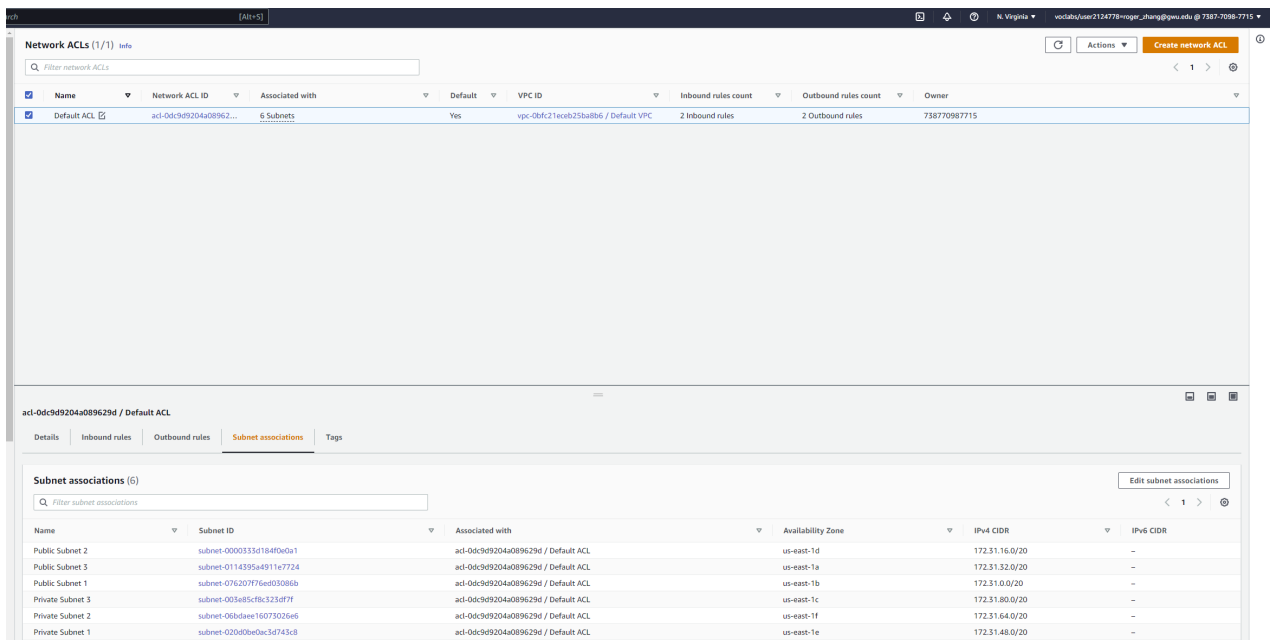 rch [Alt+S] N. Virginia ▼ voclabs/user2124778=roger_zhang@gwu.edu @ 7387-7098-7715 ▼
Network ACLs (1/1) Info
Actions ▼ Create network ACL
Filter network ACLs
< 1 >
Name Network ACL ID Associated with Default VPC ID Inbound rules count Outbound rules count Owner
Default ACL acl-0dc9d9204a08962... 6 Subnets Yes vpc-0bfc21eceb25ba8b6 / Default VPC 2 Inbound rules 2 Outbound rules 738770987715
acl-0dc9d9204a089629d / Default ACL
Details Inbound rules Outbound rules Subnet associations Tags
Subnet associations (6)
Edit subnet associations
Filter subnet associations
< 1 >
Name Subnet ID Associated with Availability Zone IPv4 CIDR IPv6 CIDR
Public Subnet 2 subnet-0000333d184f0e0a1 acl-0dc9d9204a089629d / Default ACL us-east-1d 172.31.16.0/20 –
Public Subnet 3 subnet-0114395a4911e7724 acl-0dc9d9204a089629d / Default ACL us-east-1a 172.31.32.0/20 –
Public Subnet 1 subnet-076207f76ed03086b acl-0dc9d9204a089629d / Default ACL us-east-1b 172.31.0.0/20 –
Private Subnet 3 subnet-003e85cf8c323df7f acl-0dc9d9204a089629d / Default ACL us-east-1c 172.31.80.0/20 –
Private Subnet 2 subnet-06bdaee16073026e6 acl-0dc9d9204a089629d / Default ACL us-east-1f 172.31.64.0/20 –
Private Subnet 1 subnet-020d0be0ac3d743c8 acl-0dc9d9204a089629d / Default ACL us-east-1e 172.31.48.0/20 –